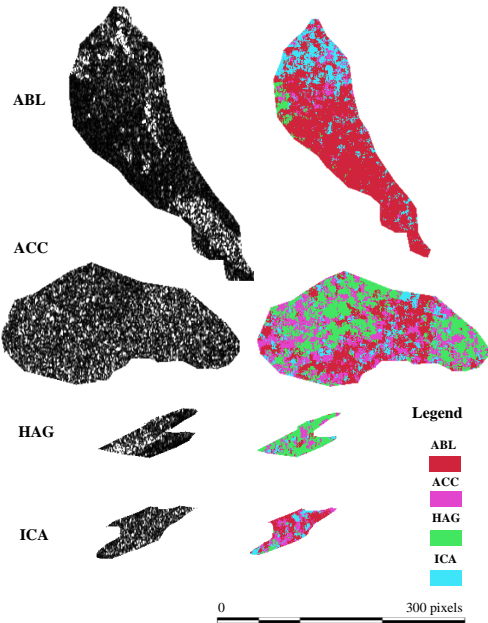 ABL
ACC
HAG
ICA
Legend
ABL
ACC
HAG
ICA
0 300 pixels